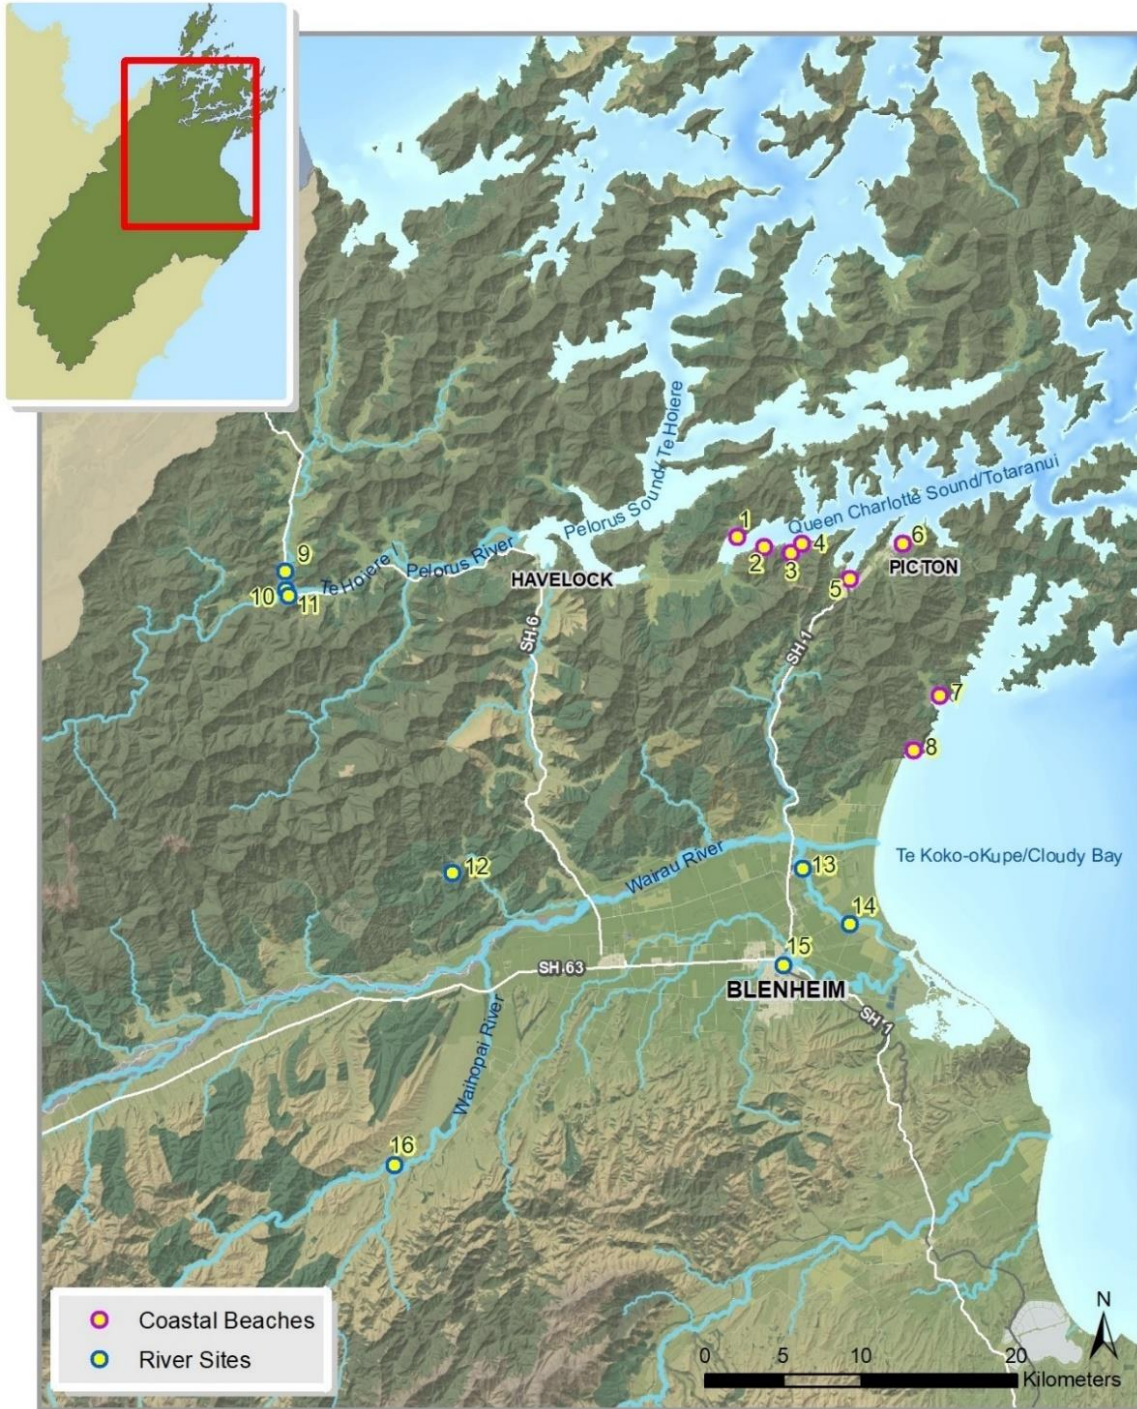 Pelorus Sound/Te Hoiere
Queen Charlotte Sound/Totaranui
1
2
3
4
5
6
PICTON
9
10
11
Te Hoiere /
Pelorus River
HAVELOCK
SH 6
SH 1
7
8
Te Koko-oKupe/Cloudy Bay
12
Wairau River
13
14
15
SH 63
BLENHEIM
SH 1
Waihopai River
16
Coastal Beaches
River Sites
N
0 5 10 20
Kilometers